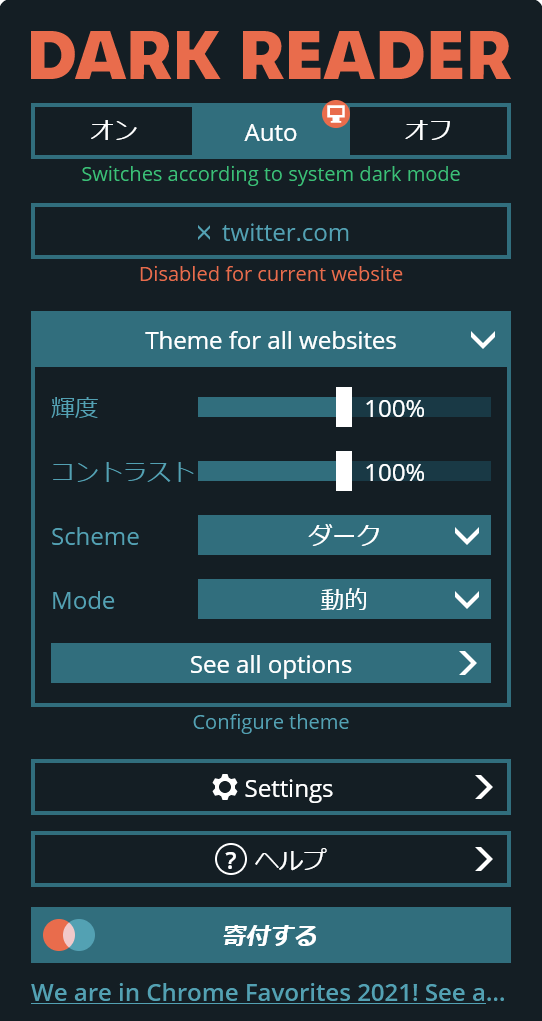 DARK READER
オン Auto オフ
Switches according to system dark mode
× twitter.com
Disabled for current website
Theme for all websites
輝度 100%
コントラスト 100%
Scheme ダーク
Mode 動的
See all options
Configure theme
Settings
? ヘルプ
寄付する
We are in Chrome Favorites 2021! See a...